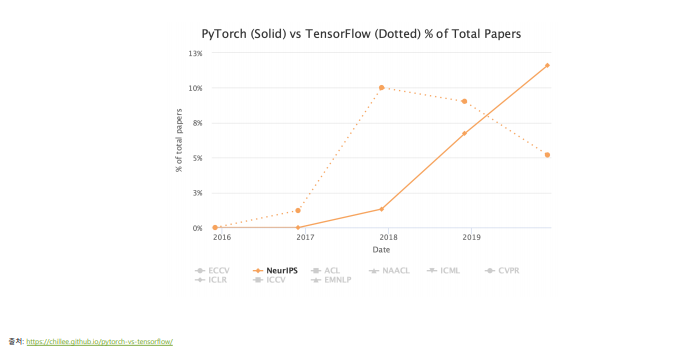 PyTorch (Solid) vs TensorFlow (Dotted) % of Total Papers
13%
10%
8%
5%
3%
0%
% of total papers
2016 2017 2018 2019
Date
ECCV NeurIPS ACL NAACL ICML CVPR
ICLR ICCV EMNLP
출처: https://chillee.github.io/pytorch-vs-tensorflow/